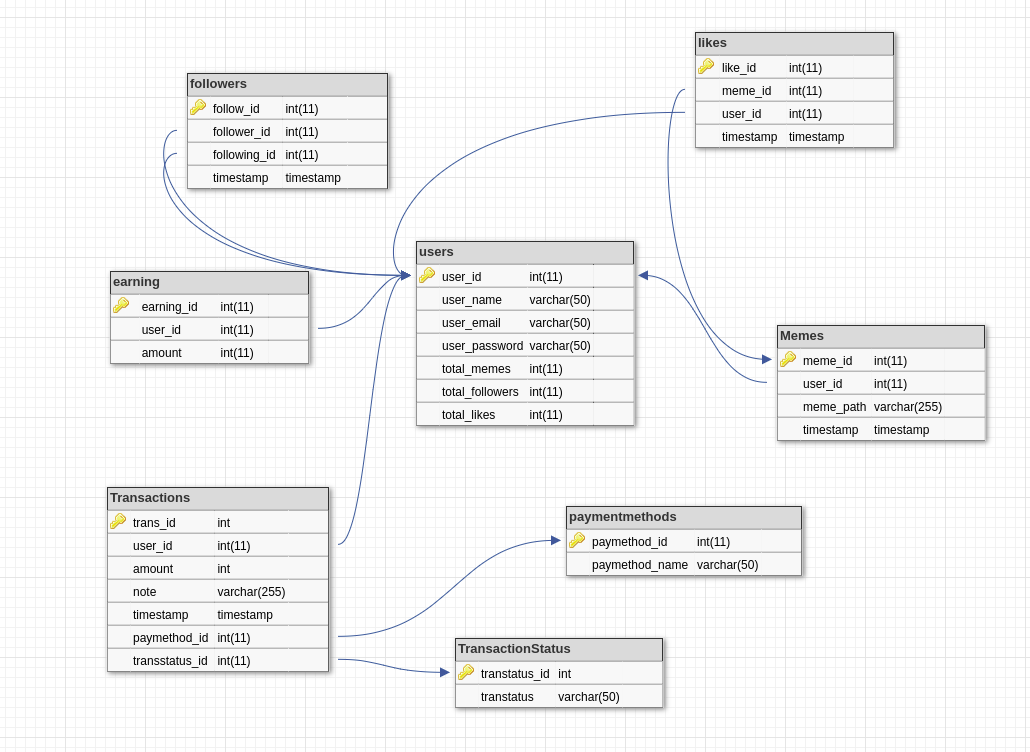 likes
like_id int(11)
meme_id int(11)
user_id int(11)
timestamp timestamp
followers
follow_id int(11)
follower_id int(11)
following_id int(11)
timestamp timestamp
users
user_id int(11)
user_name varchar(50)
user_email varchar(50)
user_password varchar(50)
total_memes int(11)
total_followers int(11)
total_likes int(11)
earning
earning_id int(11)
user_id int(11)
amount int(11)
Memes
meme_id int(11)
user_id int(11)
meme_path varchar(255)
timestamp timestamp
Transactions
trans_id int
user_id int(11)
amount int
note varchar(255)
timestamp timestamp
paymethod_id int(11)
transstatus_id int(11)
paymentmethods
paymethod_id int(11)
paymethod_name varchar(50)
TransactionStatus
transtatus_id int
transtatus varchar(50)